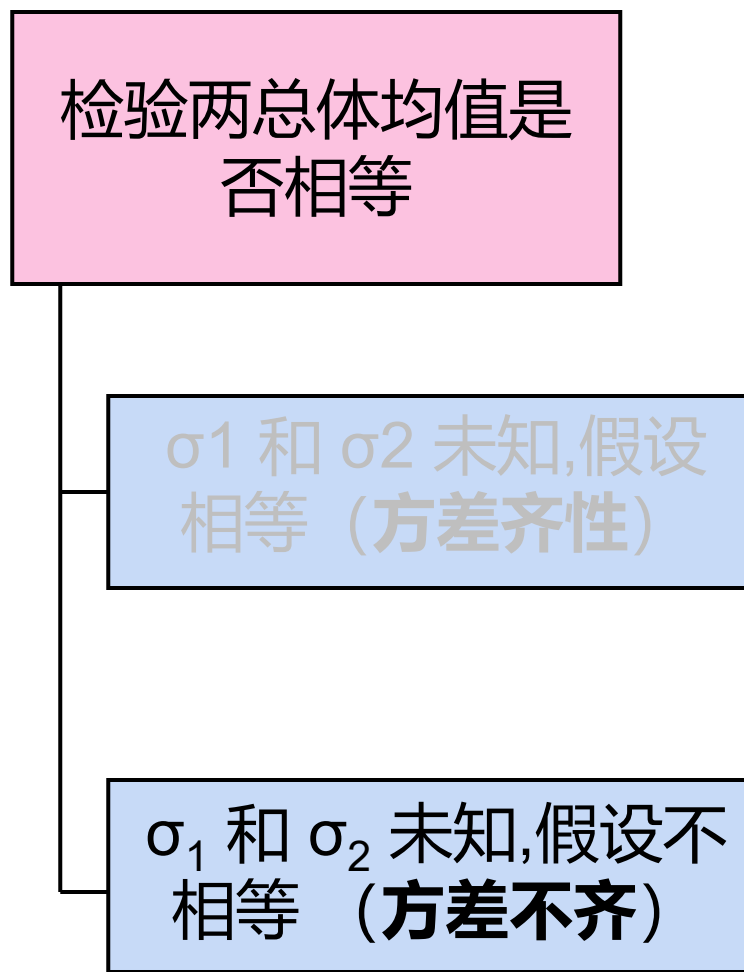 检验两总体均值是
否相等
σ1 和 σ2 未知,假设
相等（方差齐性）
σ₁ 和 σ₂ 未知,假设不
相等 （方差不齐）